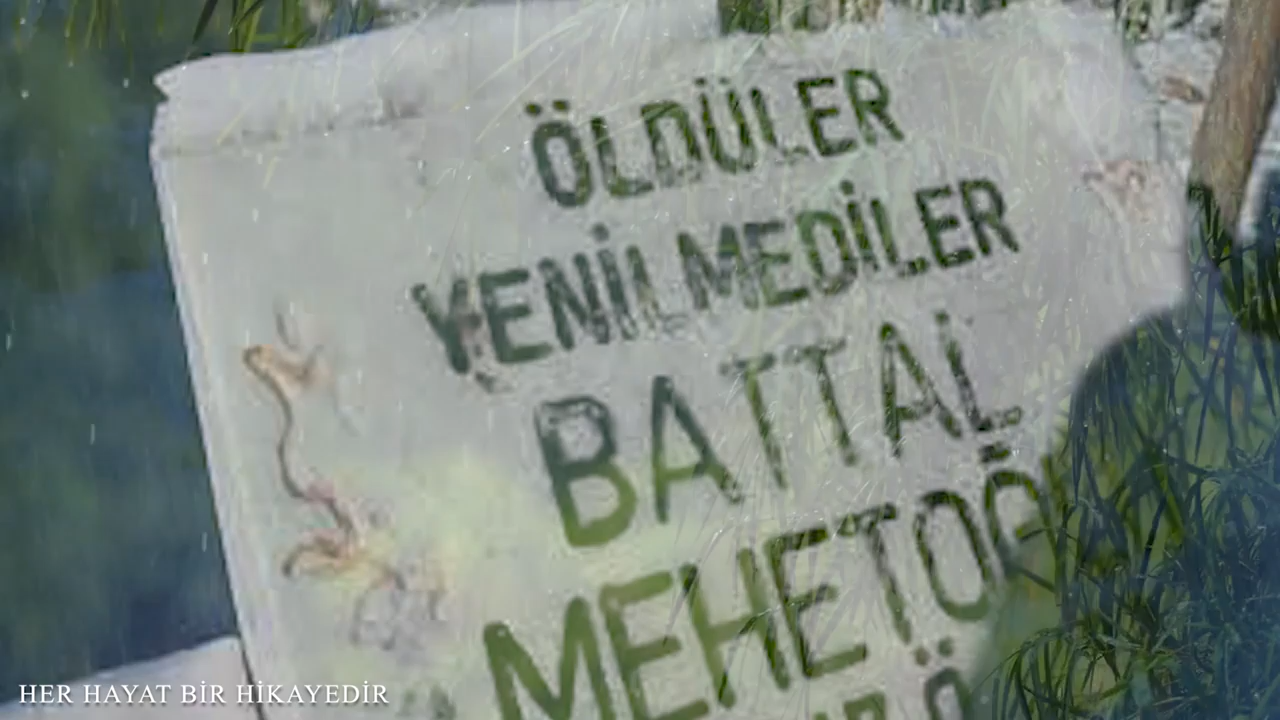 ÖLDÜLER
YENİLMEDİLER
BATTAL
MEHETOĞ
HER HAYAT BİR HİKAYEDİR